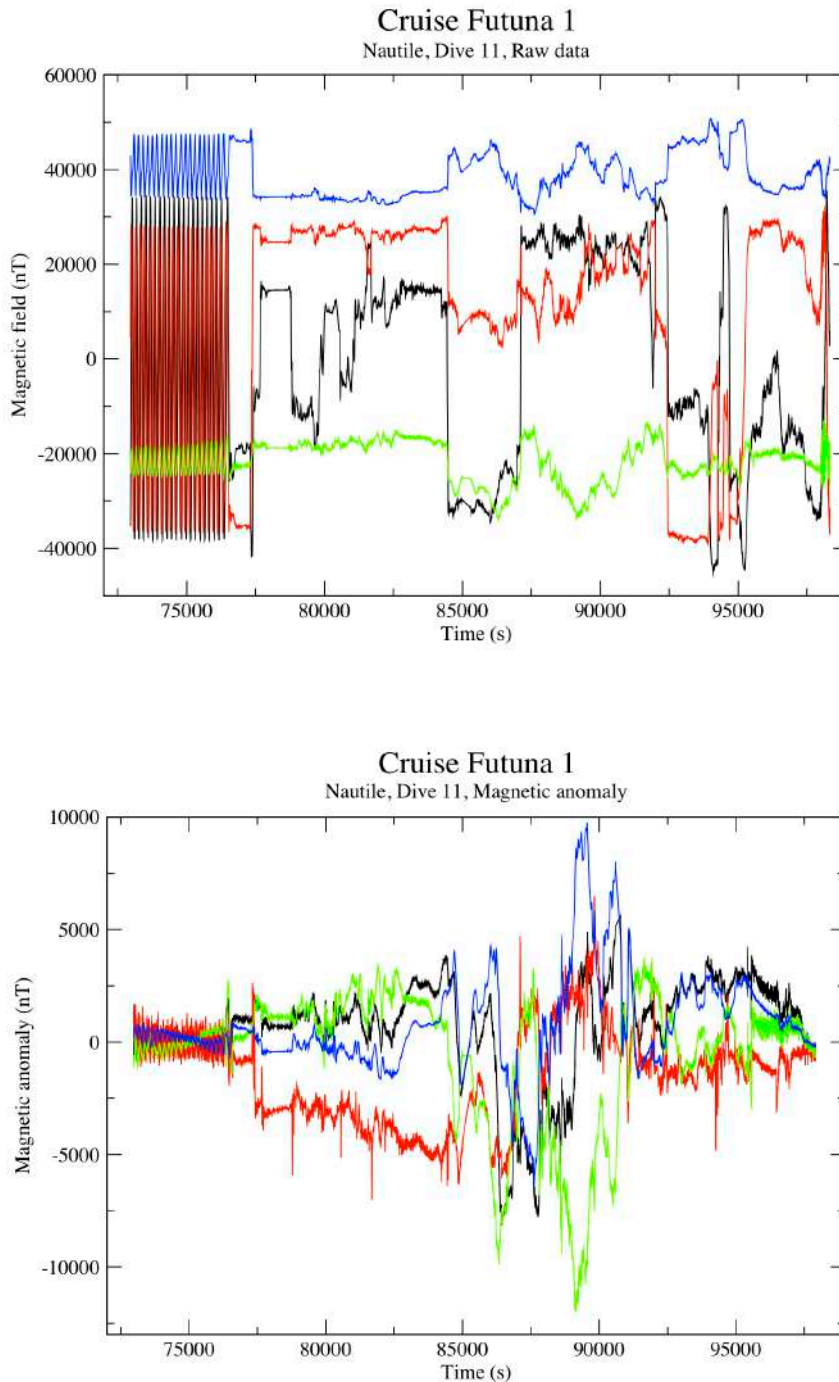 Cruise Futuna 1
Nautile, Dive 11, Raw data
60000
40000
20000
0
-20000
-40000
Magnetic field (nT)
75000 80000 85000 90000 95000
Time (s)
Cruise Futuna 1
Nautile, Dive 11, Magnetic anomaly
10000
5000
0
-5000
-10000
Magnetic anomaly (nT)
75000 80000 85000 90000 95000
Time (s)